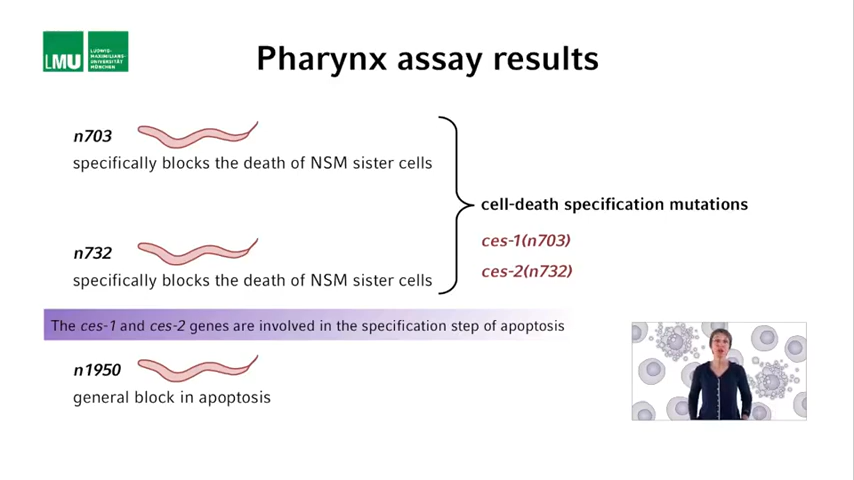 LMU
LUDWIG-
MAXIMILIANS-
UNIVERSITÄT
MÜNCHEN
Pharynx assay results
n703
specifically blocks the death of NSM sister cells
n732
specifically blocks the death of NSM sister cells
cell-death specification mutations
ces-1(n703)
ces-2(n732)
The ces-1 and ces-2 genes are involved in the specification step of apoptosis
n1950
general block in apoptosis